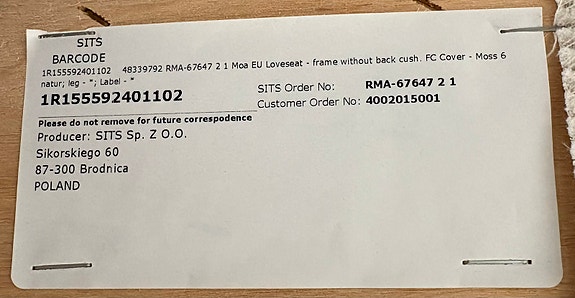 SITS
BARCODE
1R155592401102 48339792 RMA-67647 2 1 Moa EU Loveseat - frame without back cush. FC Cover - Moss 6
natur; leg - *; Label - *
1R155592401102
SITS Order No: RMA-67647 2 1
Customer Order No: 4002015001
Please do not remove for future correspodence
Producer: SITS Sp. Z O.O.
Sikorskiego 60
87-300 Brodnica
POLAND